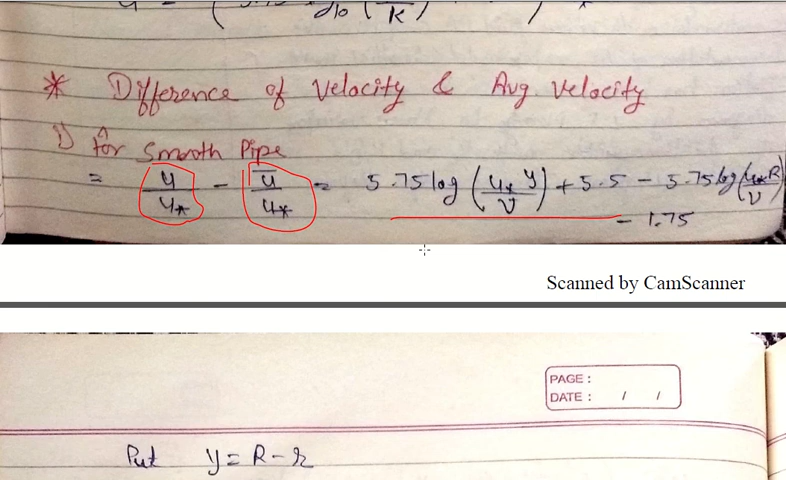 * Difference of Velocity & Avg. Velocity
1) for Smooth Pipe
= u/u* - ū/u* = 5.75 log (u* y/ν) + 5.5 - 5.75 log (u* R/ν)
- 1.75
Scanned by CamScanner
PAGE :
DATE : / /
Put y = R - r